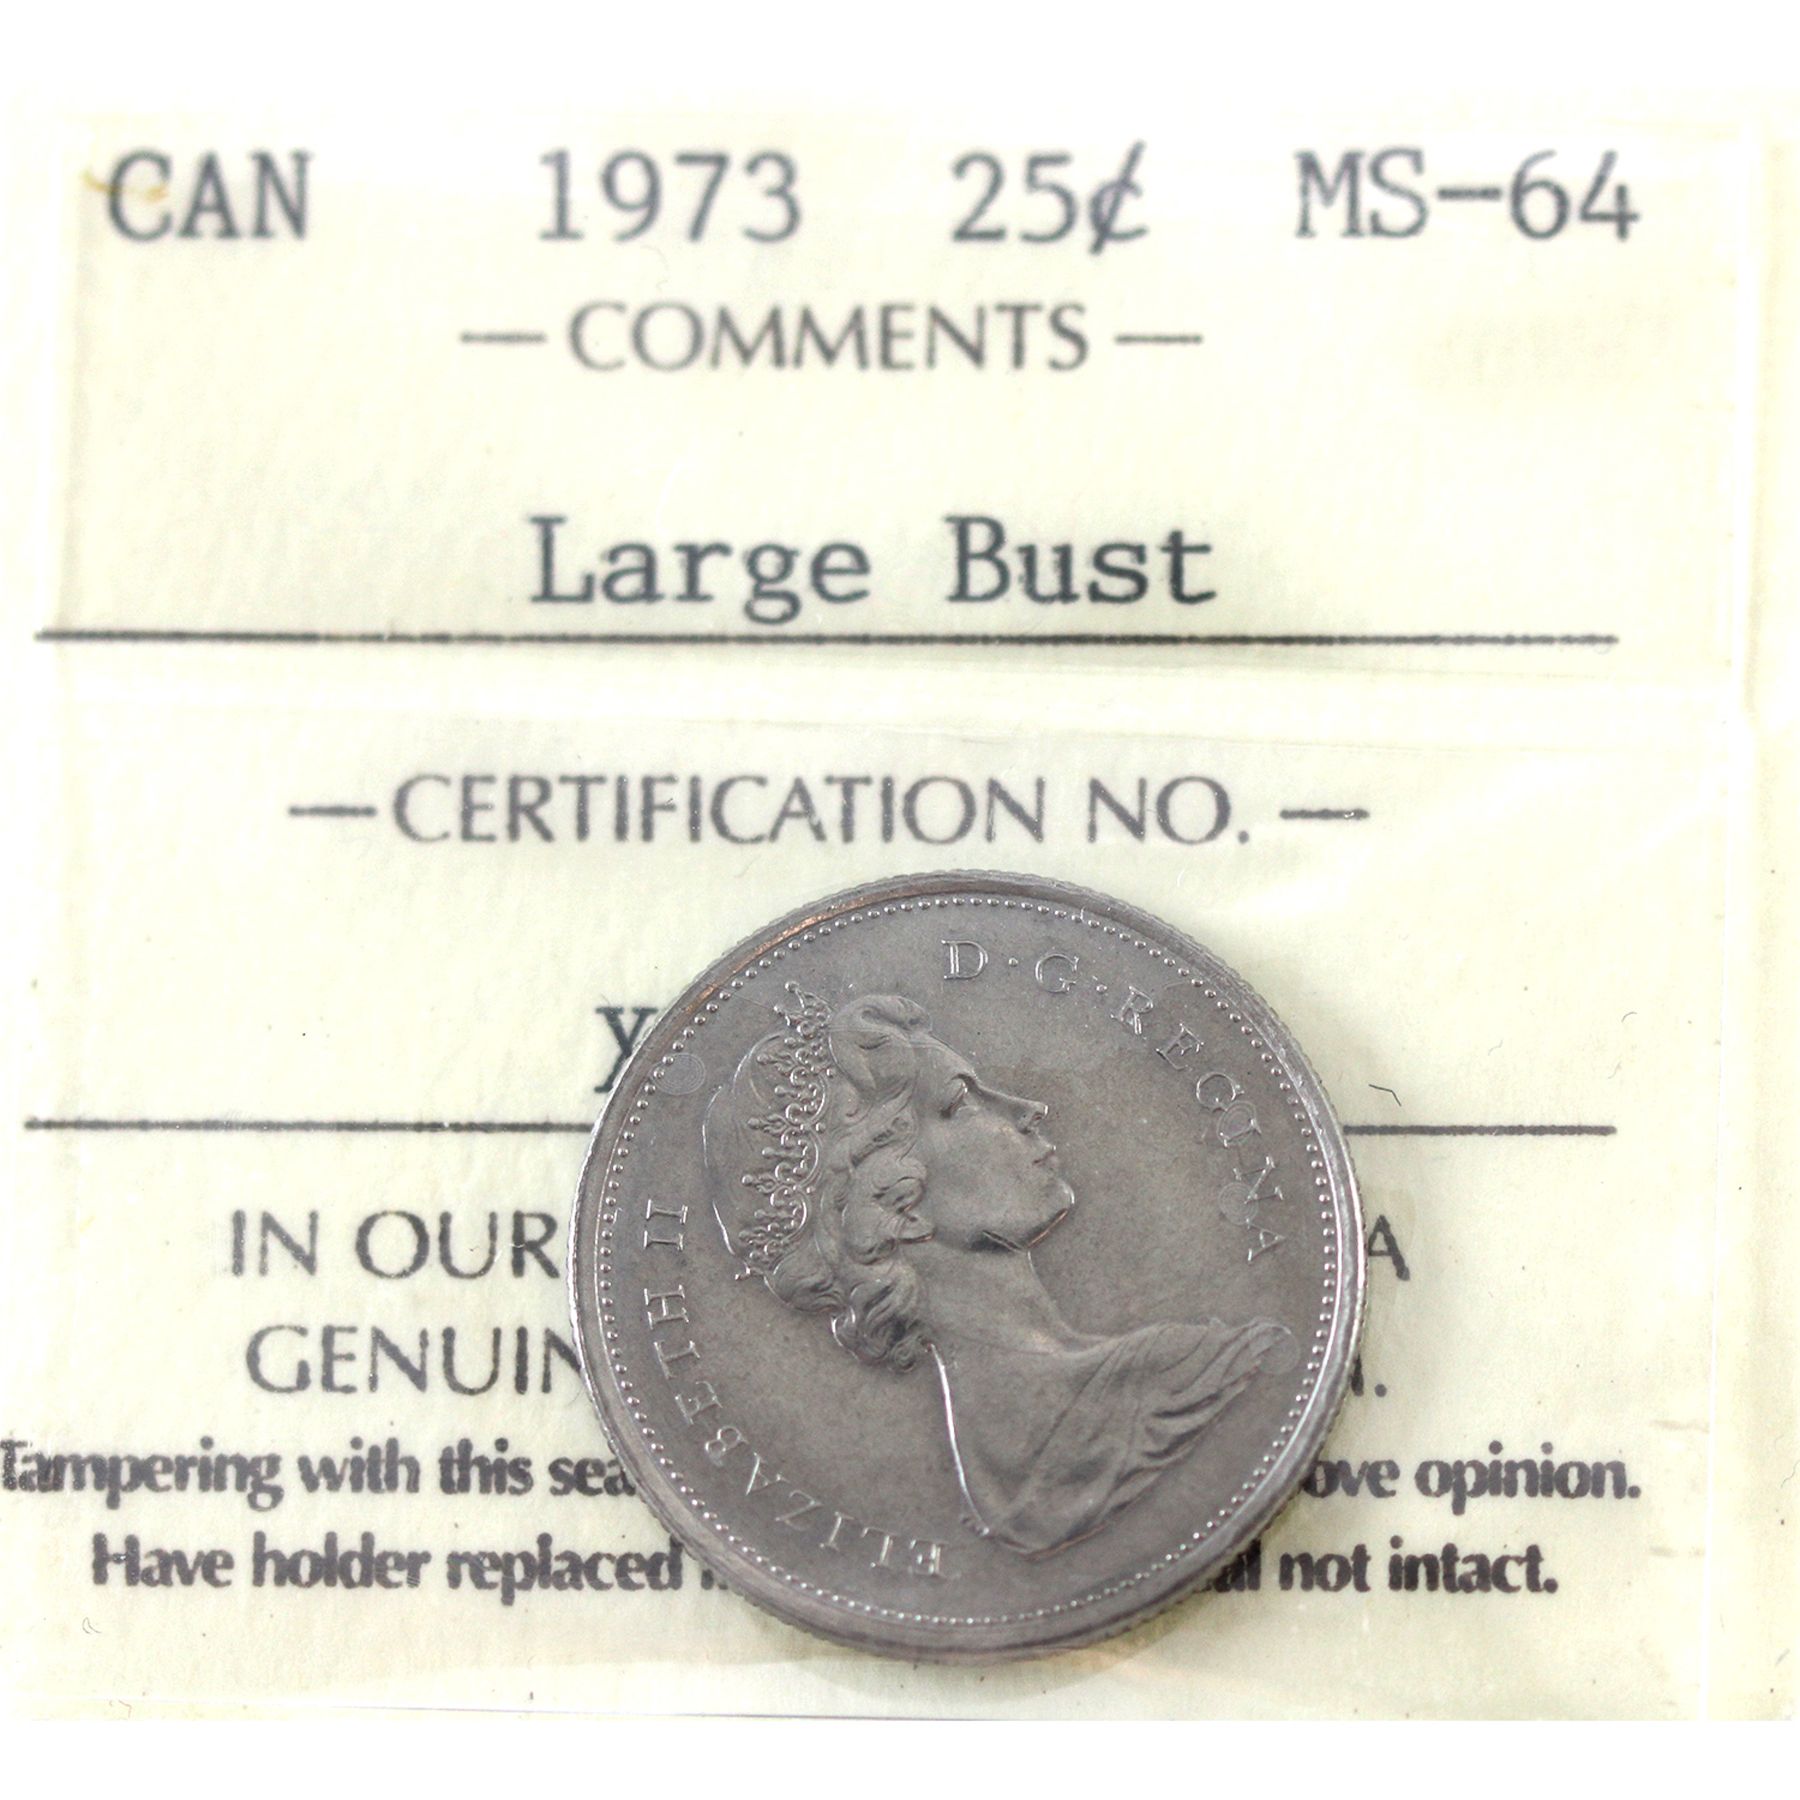 CAN 1973 25¢ MS-64
— COMMENTS —
Large Bust
— CERTIFICATION NO. —
y
IN OUR A
GENUIN
Tampering with this sea ove opinion.
Have holder replaced not intact.
ELIZABETH II D·G·REGINA